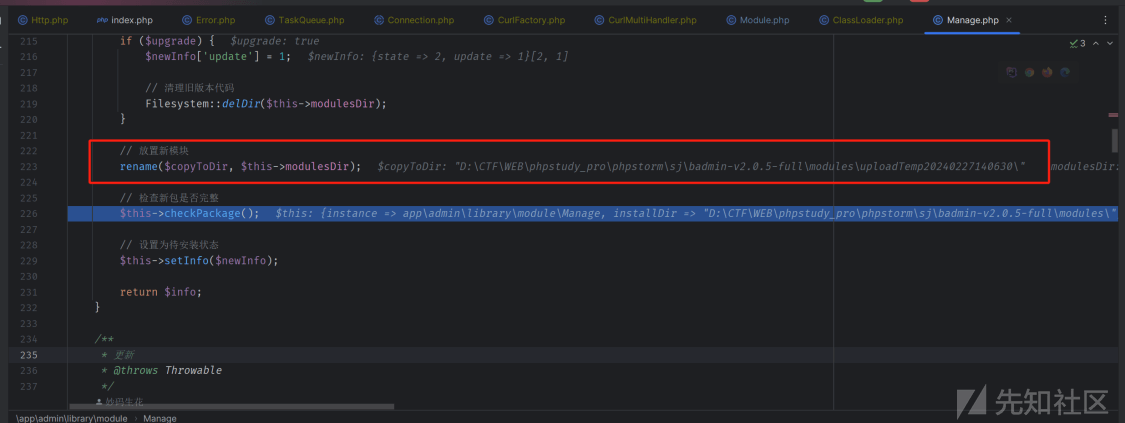 Http.php index.php Error.php TaskQueue.php Connection.php CurlFactory.php CurlMultiHandler.php Module.php ClassLoader.php Manage.php
215 if ($upgrade) { $upgrade: true
216 $newInfo['update'] = 1; $newInfo: {state => 2, update => 1}[2, 1]
3
217
218 // 清理旧版本代码
219 Filesystem::delDir($this->modulesDir);
220 }
221
222 // 放置新模块
223 rename($copyToDir, $this->modulesDir); $copyToDir: "D:\CTF\WEB\phpstudy_pro\phpstorm\sj\badmin-v2.0.5-full\modules\uploadTemp20240227140630\" modulesDir:
224
225 // 检查新包是否完整
226 $this->checkPackage(); $this: {instance => app\admin\library\module\Manage, installDir => "D:\CTF\WEB\phpstudy_pro\phpstorm\sj\badmin-v2.0.5-full\modules\"
227
228 // 设置为待安装状态
229 $this->setInfo($newInfo);
230
231 return $info;
232 }
233
234 /**
235 * 更新
236 * @throws Throwable
237 */
妙码生花
\app\admin\library\module › Manage
先知社区